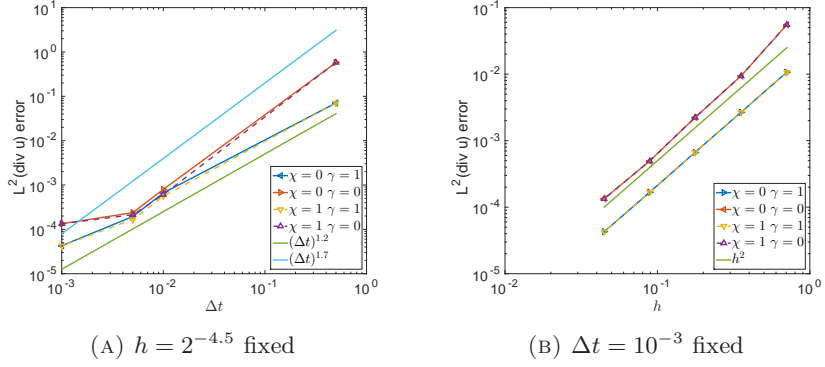 10^1
10^0
10^{-1}
10^{-2}
10^{-3}
10^{-4}
10^{-5}
L^2(div u) error
10^{-3} 10^{-2} 10^{-1} 10^0
Δt
χ = 0 γ = 1
χ = 0 γ = 0
χ = 1 γ = 1
χ = 1 γ = 0
(Δt)^{1.2}
(Δt)^{1.7}
(A) h = 2^{-4.5} fixed
10^{-1}
10^{-2}
10^{-3}
10^{-4}
10^{-5}
L^2(div u) error
10^{-2} 10^{-1} 10^0
h
χ = 0 γ = 1
χ = 0 γ = 0
χ = 1 γ = 1
χ = 1 γ = 0
h^2
(B) Δt = 10^{-3} fixed